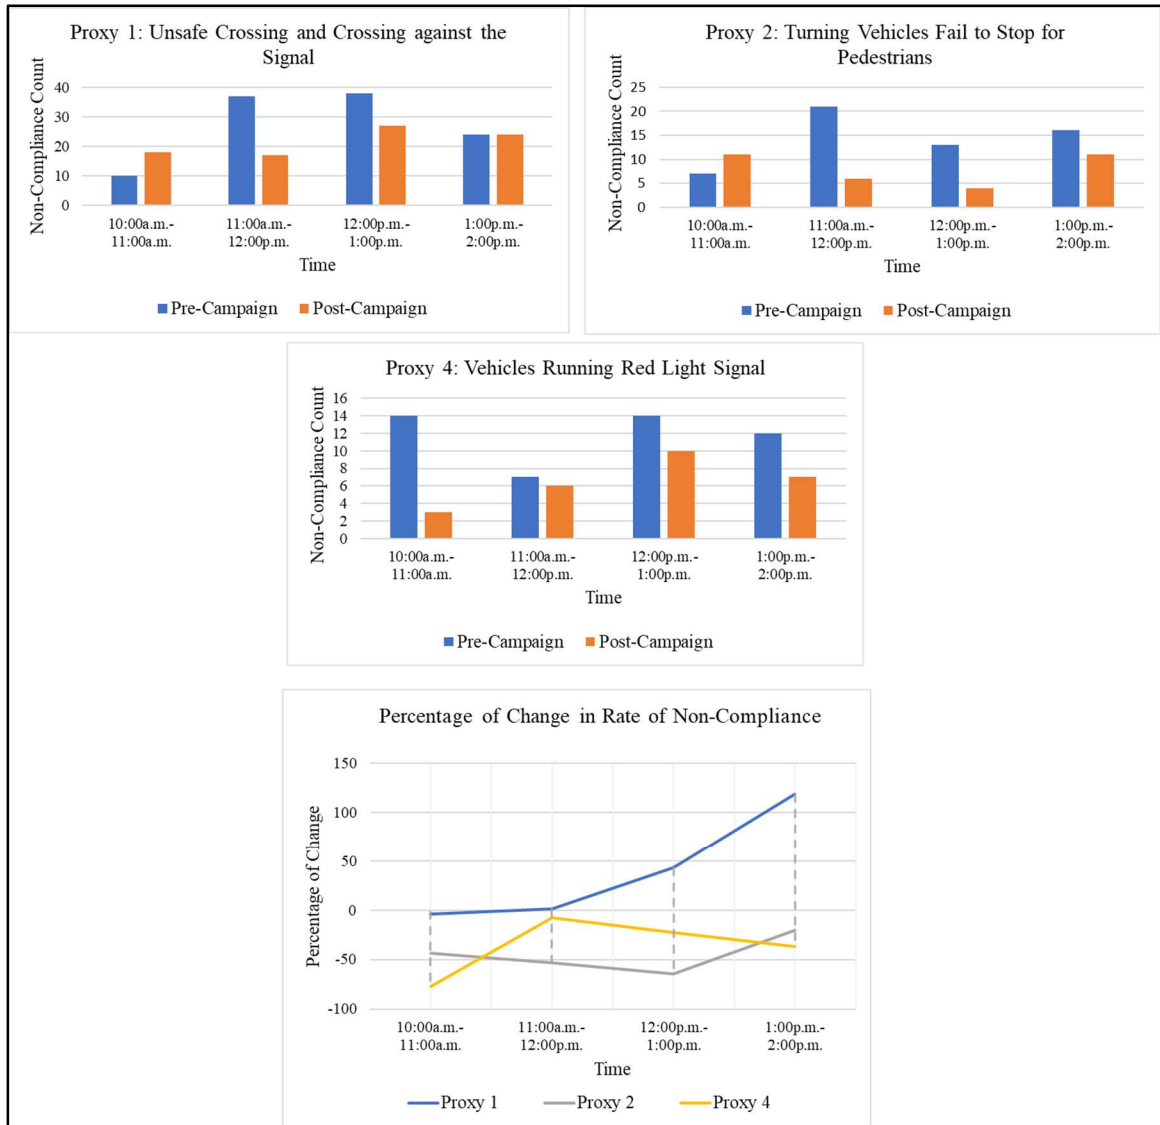 Proxy 1: Unsafe Crossing and Crossing against the
Signal
Non-Compliance Count
40
30
20
10
0
10:00a.m.-
11:00a.m.
11:00a.m.-
12:00p.m.
12:00p.m.-
1:00p.m.
1:00p.m.-
2:00p.m.
Time
Pre-Campaign
Post-Campaign
Proxy 2: Turning Vehicles Fail to Stop for
Pedestrians
Non-Compliance Count
25
20
15
10
5
0
10:00a.m.-
11:00a.m.
11:00a.m.-
12:00p.m.
12:00p.m.-
1:00p.m.
1:00p.m.-
2:00p.m.
Time
Pre-Campaign
Post-Campaign
Proxy 4: Vehicles Running Red Light Signal
Non-Compliance Count
16
14
12
10
8
6
4
2
0
10:00a.m.-
11:00a.m.
11:00a.m.-
12:00p.m.
12:00p.m.-
1:00p.m.
1:00p.m.-
2:00p.m.
Time
Pre-Campaign
Post-Campaign
Percentage of Change in Rate of Non-Compliance
Percentage of Change
150
100
50
0
-50
-100
10:00a.m.-
11:00a.m.
11:00a.m.-
12:00p.m.
12:00p.m.-
1:00p.m.
1:00p.m.-
2:00p.m.
Time
Proxy 1
Proxy 2
Proxy 4